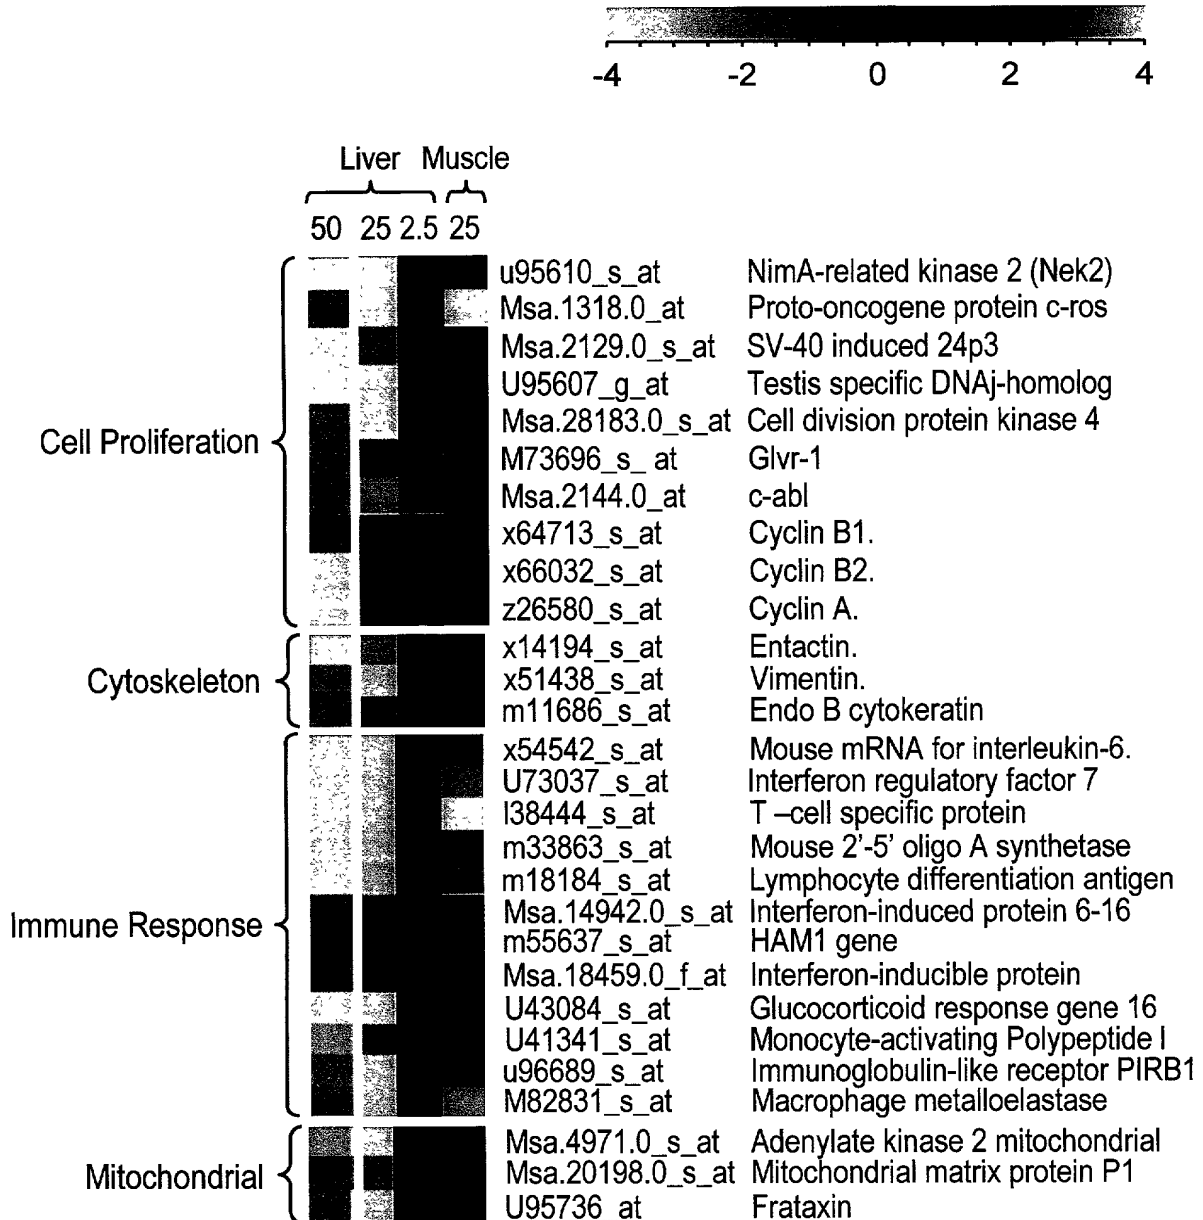 -4 -2 0 2 4
Liver Muscle
50 25 2.5 25
Cell Proliferation
u95610_s_at NimA-related kinase 2 (Nek2)
Msa.1318.0_at Proto-oncogene protein c-ros
Msa.2129.0_s_at SV-40 induced 24p3
U95607_g_at Testis specific DNAj-homolog
Msa.28183.0_s_at Cell division protein kinase 4
M73696_s_ at Glvr-1
Msa.2144.0_at c-abl
x64713_s_at Cyclin B1.
x66032_s_at Cyclin B2.
z26580_s_at Cyclin A.
Cytoskeleton
x14194_s_at Entactin.
x51438_s_at Vimentin.
m11686_s_at Endo B cytokeratin
Immune Response
x54542_s_at Mouse mRNA for interleukin-6.
U73037_s_at Interferon regulatory factor 7
l38444_s_at T –cell specific protein
m33863_s_at Mouse 2'-5' oligo A synthetase
m18184_s_at Lymphocyte differentiation antigen
Msa.14942.0_s_at Interferon-induced protein 6-16
m55637_s_at HAM1 gene
Msa.18459.0_f_at Interferon-inducible protein
U43084_s_at Glucocorticoid response gene 16
U41341_s_at Monocyte-activating Polypeptide I
u96689_s_at Immunoglobulin-like receptor PIRB1
M82831_s_at Macrophage metalloelastase
Mitochondrial
Msa.4971.0_s_at Adenylate kinase 2 mitochondrial
Msa.20198.0_s_at Mitochondrial matrix protein P1
U95736_at Frataxin